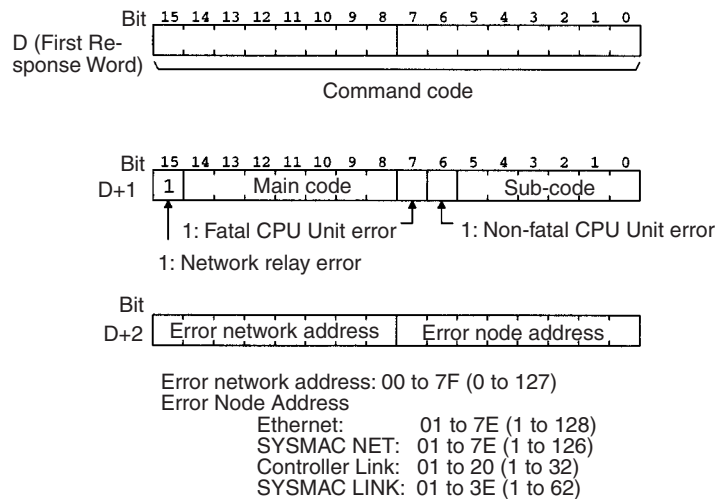 Bit 15 14 13 12 11 10 9 8 7 6 5 4 3 2 1 0
D (First Re-
sponse Word)
Command code
Bit 15 14 13 12 11 10 9 8 7 6 5 4 3 2 1 0
D+1 1 Main code Sub-code
1: Fatal CPU Unit error 1: Non-fatal CPU Unit error
1: Network relay error
Bit
D+2 Error network address Error node address
Error network address: 00 to 7F (0 to 127)
Error Node Address
Ethernet: 01 to 7E (1 to 128)
SYSMAC NET: 01 to 7E (1 to 126)
Controller Link: 01 to 20 (1 to 32)
SYSMAC LINK: 01 to 3E (1 to 62)